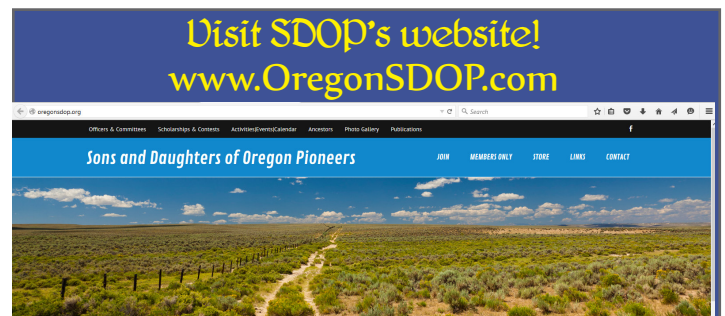 Visit SDOP's website!
www.OregonSDOP.com
oregonsdop.org
Search
Officers & Committees Scholarships & Contests Activities|Events|Calendar Ancestors Photo Gallery Publications f
Sons and Daughters of Oregon Pioneers JOIN MEMBERS ONLY STORE LINKS CONTACT